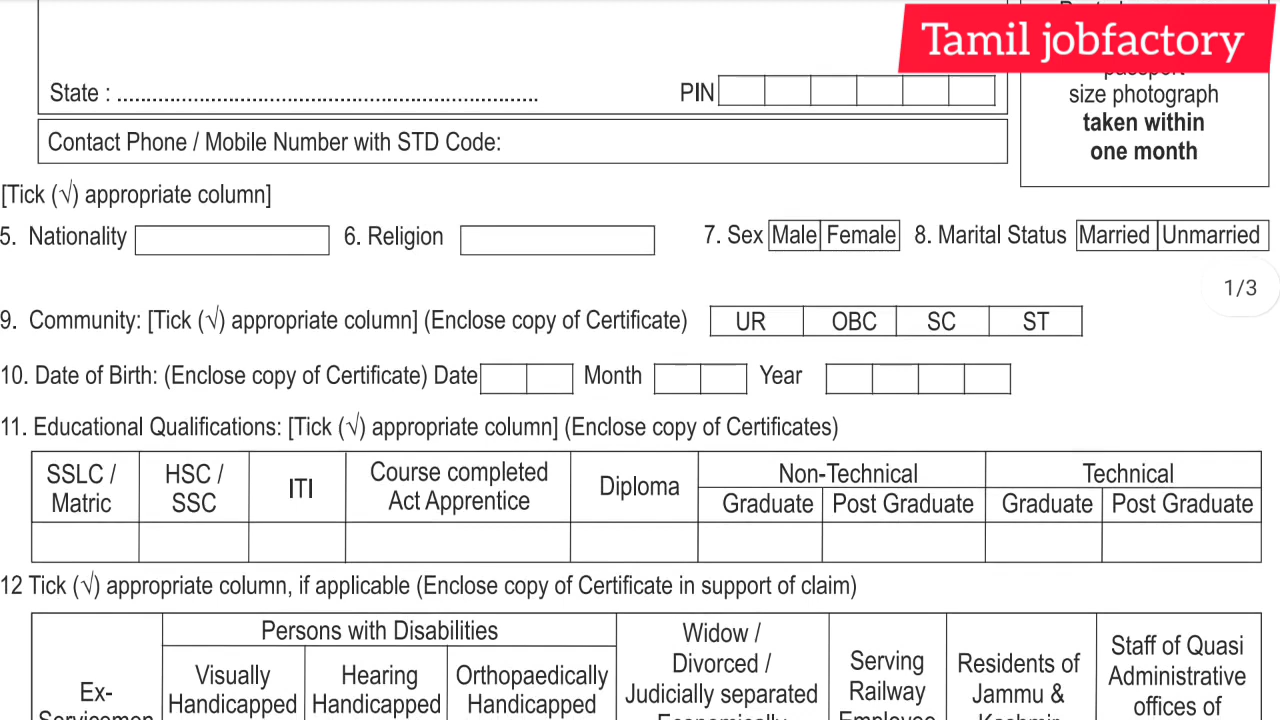 Tamil jobfactory
State : ........................................................................ PIN
size photograph
taken within
one month
Contact Phone / Mobile Number with STD Code:
[Tick (√) appropriate column]
5. Nationality 6. Religion 7. Sex Male Female 8. Marital Status Married Unmarried
1/3
9. Community: [Tick (√) appropriate column] (Enclose copy of Certificate) UR OBC SC ST
10. Date of Birth: (Enclose copy of Certificate) Date Month Year
11. Educational Qualifications: [Tick (√) appropriate column] (Enclose copy of Certificates)
SSLC /
Matric
HSC /
SSC
ITI
Course completed
Act Apprentice
Diploma
Non-Technical
Graduate Post Graduate
Technical
Graduate Post Graduate
12 Tick (√) appropriate column, if applicable (Enclose copy of Certificate in support of claim)
Ex-
Persons with Disabilities
Visually
Handicapped
Hearing
Handicapped
Orthopaedically
Handicapped
Widow /
Divorced /
Judicially separated
Serving
Railway
Residents of
Jammu &
Staff of Quasi
Administrative
offices of